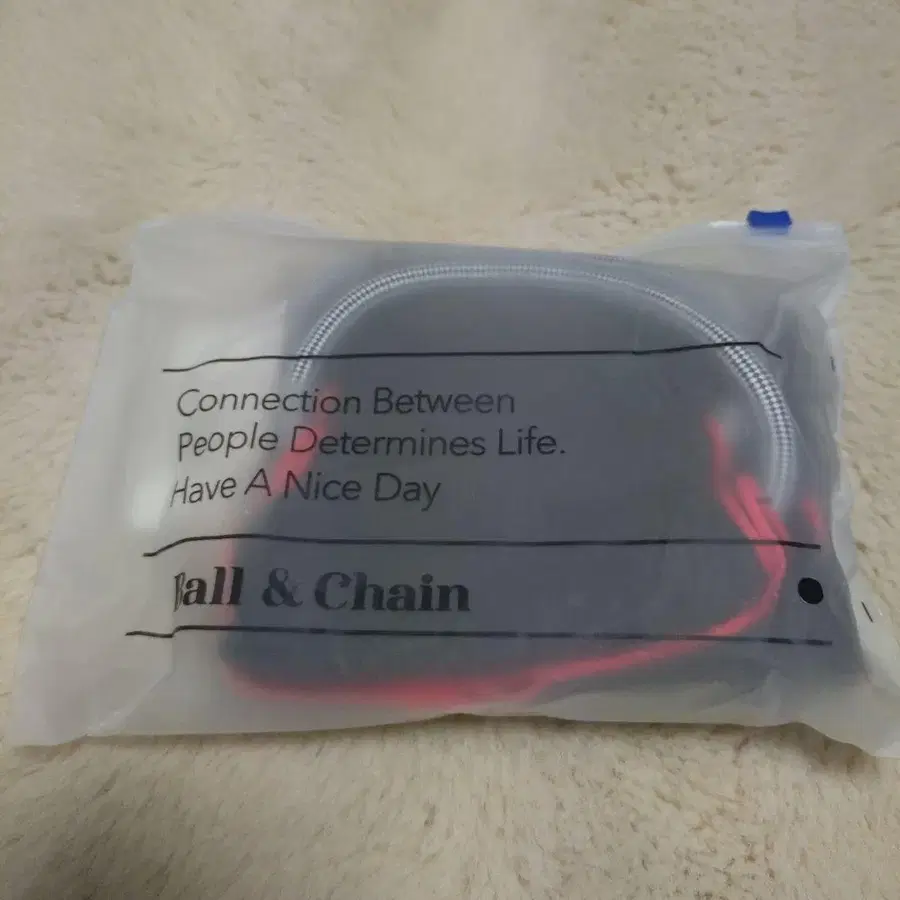 Connection Between
People Determines Life.
Have A Nice Day
Ball & Chain